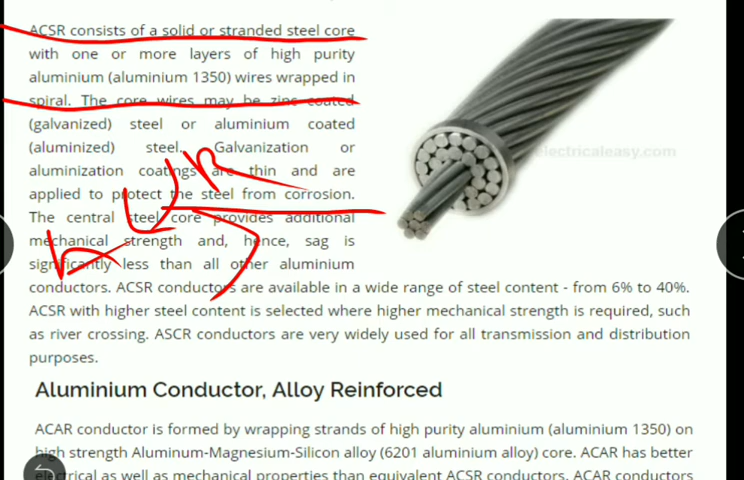 ACSR consists of a solid or stranded steel core
with one or more layers of high purity
aluminium (aluminium 1350) wires wrapped in
spiral. The core wires may be zinc coated
(galvanized) steel or aluminium coated
(aluminized) steel. Galvanization or
aluminization coatings are thin and are
applied to protect the steel from corrosion.
The central steel core provides additional
mechanical strength and, hence, sag is
significantly less than all other aluminium
conductors. ACSR conductors are available in a wide range of steel content - from 6% to 40%.
ACSR with higher steel content is selected where higher mechanical strength is required, such
as river crossing. ASCR conductors are very widely used for all transmission and distribution
purposes.
electricaleasy.com
Aluminium Conductor, Alloy Reinforced
ACAR conductor is formed by wrapping strands of high purity aluminium (aluminium 1350) on
high strength Aluminum-Magnesium-Silicon alloy (6201 aluminium alloy) core. ACAR has better
electrical as well as mechanical properties than equivalent ACSR conductors. ACAR conductors